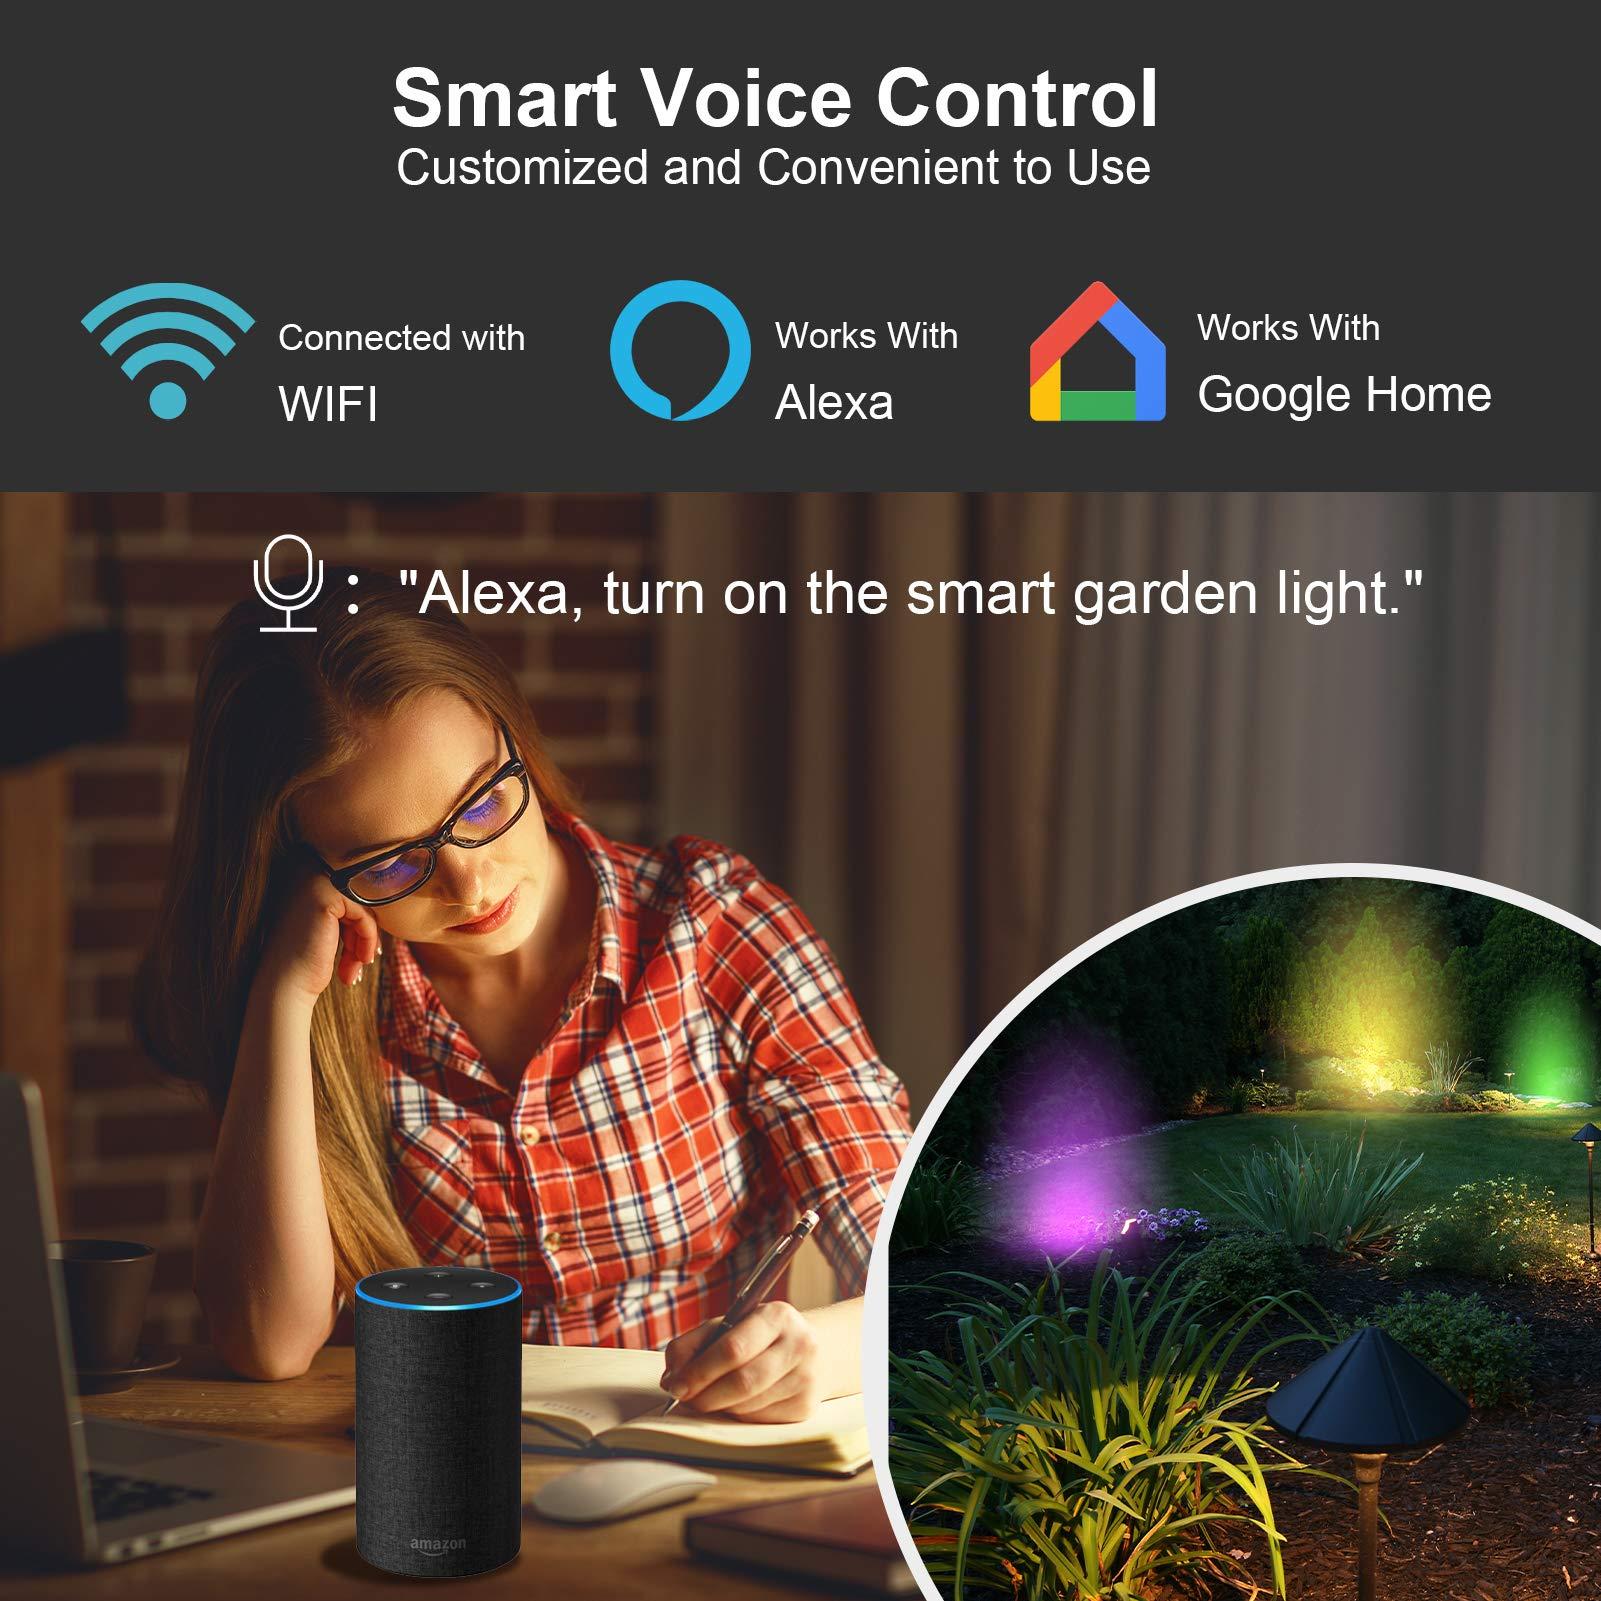 Smart Voice Control
Customized and Convenient to Use
Connected with
WIFI
Works With
Alexa
Works With
Google Home
: "Alexa, turn on the smart garden light."
amazon